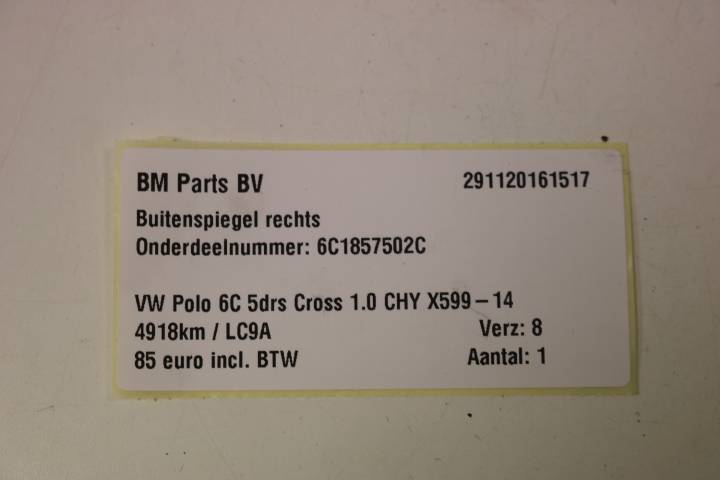 BM Parts BV 291120161517
Buitenspiegel rechts
Onderdeelnummer: 6C1857502C
VW Polo 6C 5drs Cross 1.0 CHY X599-14
4918km / LC9A Verz: 8
85 euro incl. BTW Aantal: 1